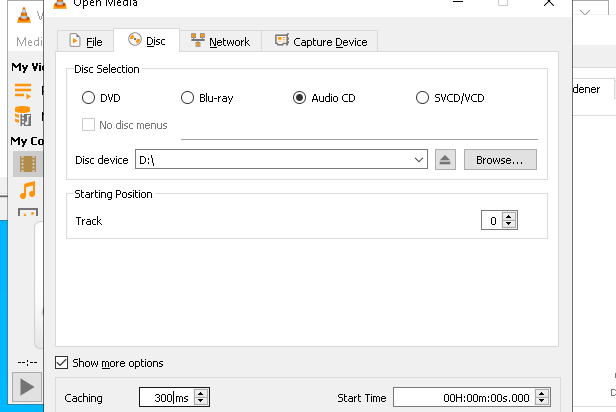 Open Media
Medi
File
Disc
Network
Capture Device
dener
My Vi
Disc Selection
DVD
Blu-ray
Audio CD
SVCD/VCD
No disc menus
My Co
Disc device
D:\
Browse...
Starting Position
Track
0
--:--
Show more options
Caching
300 ms
Start Time
00H:00m:00s.000